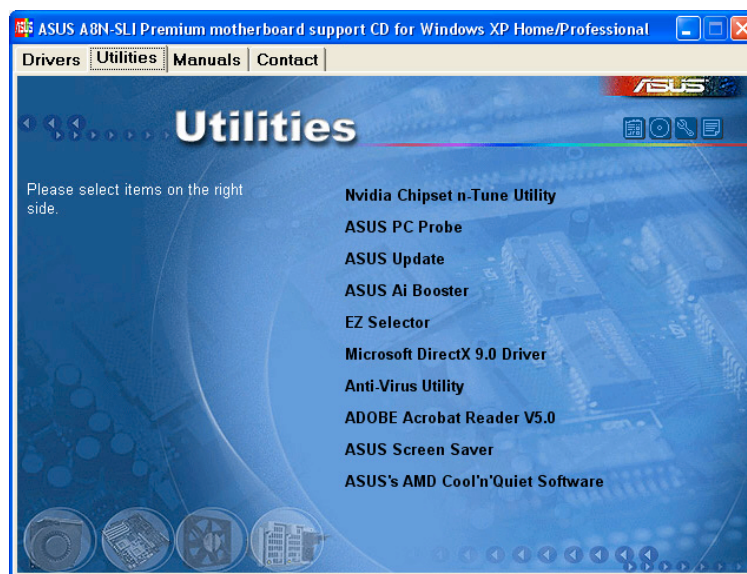 ASUS A8N-SLI Premium motherboard support CD for Windows XP Home/Professional
Drivers Utilities Manuals Contact
ASUS
Utilities
Please select items on the right
side.
Nvidia Chipset n-Tune Utility
ASUS PC Probe
ASUS Update
ASUS Ai Booster
EZ Selector
Microsoft DirectX 9.0 Driver
Anti-Virus Utility
ADOBE Acrobat Reader V5.0
ASUS Screen Saver
ASUS's AMD Cool'n'Quiet Software